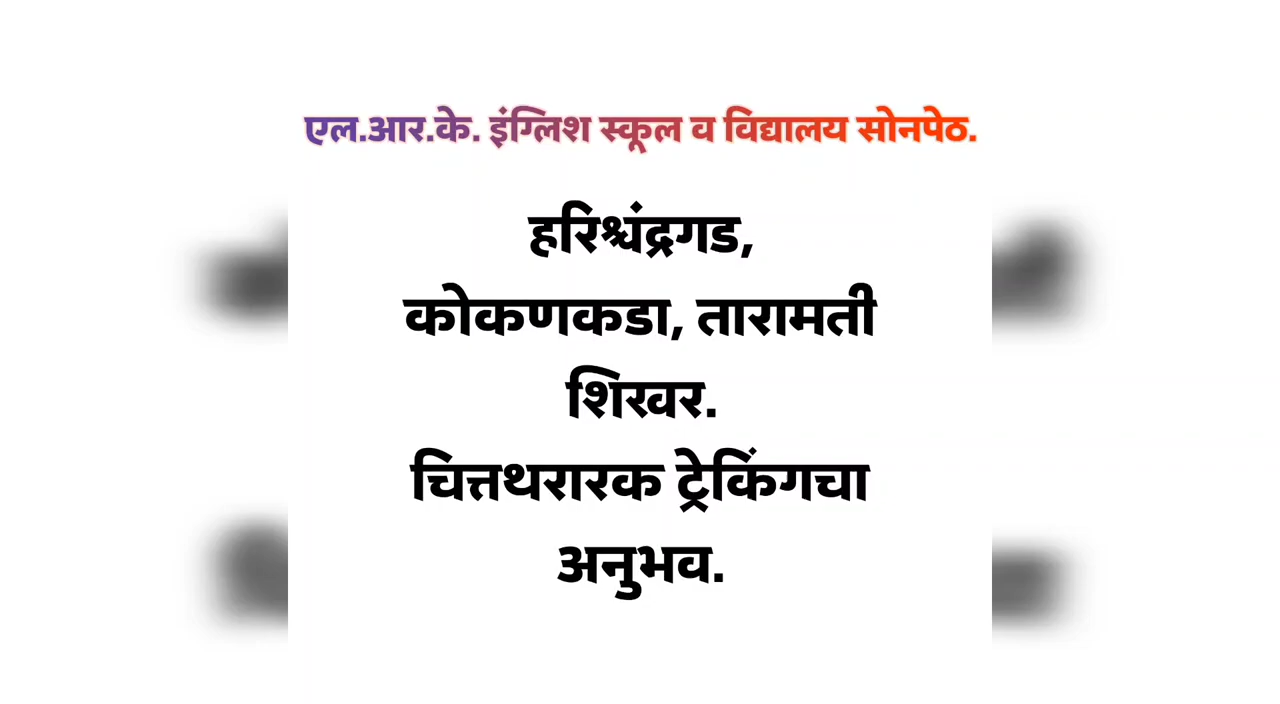 एल.आर.के. इंग्लिश स्कूल व विद्यालय सोनपेठ.
हरिश्चंद्रगड,
कोकणकडा, तारामती
शिखर.
चित्तथरारक ट्रेकिंगचा
अनुभव.